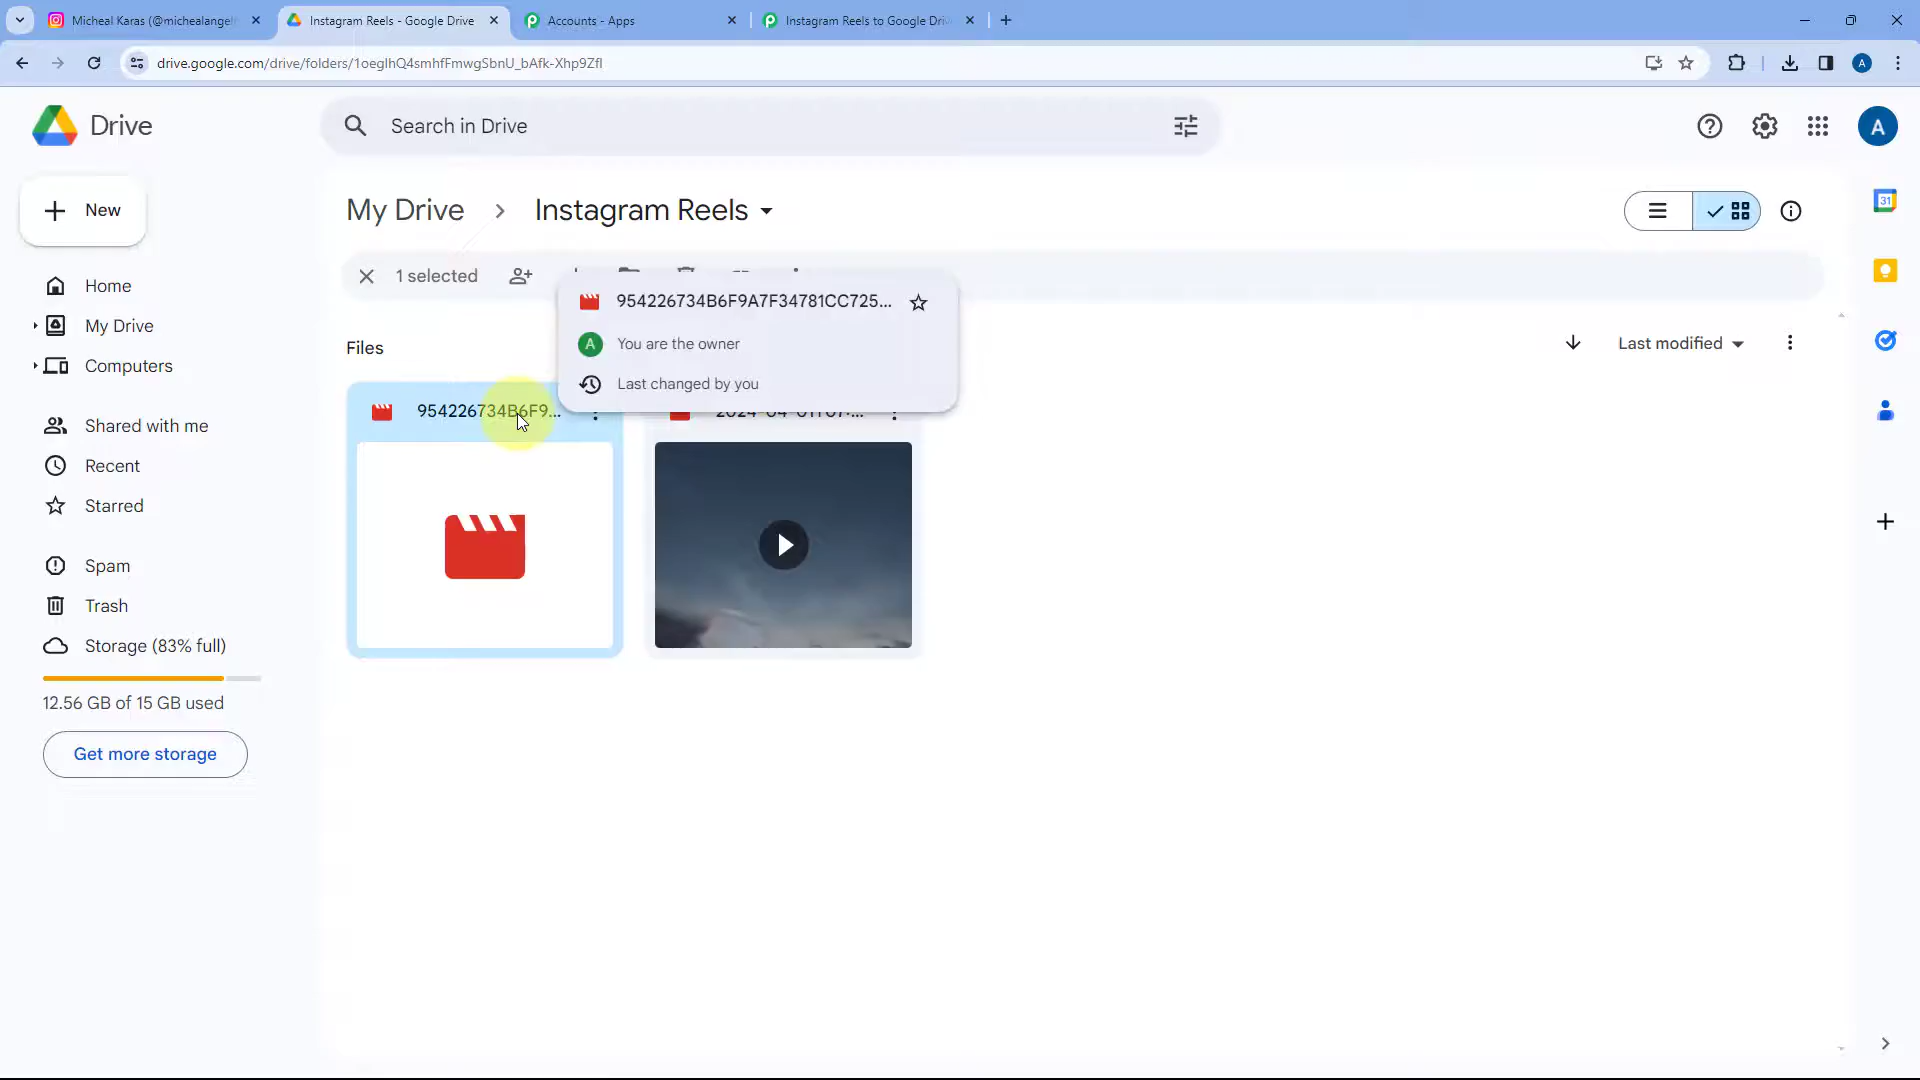 Micheal Karas (@michealangel
Instagram Reels - Google Drive
Accounts - Apps
Instagram Reels to Google Driv
drive.google.com/drive/folders/1oegIhQ4smhfFmwgSbnU_bAfk-Xhp9Zfl
A
Drive
Search in Drive
A
New
My Drive
Instagram Reels
31
1 selected
Home
My Drive
Computers
954226734B6F9A7F34781CC725...
A You are the owner
Last changed by you
Files
Last modified
954226734B6F9...
Shared with me
Recent
Starred
Spam
Trash
Storage (83% full)
12.56 GB of 15 GB used
Get more storage